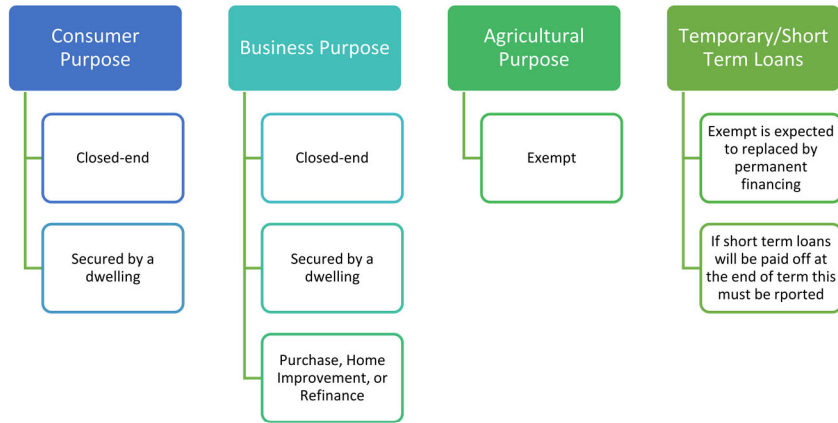 Consumer
Purpose
Closed-end
Secured by a
dwelling
Business Purpose
Closed-end
Secured by a
dwelling
Purchase, Home
Improvement, or
Refinance
Agricultural
Purpose
Exempt
Temporary/Short
Term Loans
Exempt is expected
to replaced by
permanent
financing
If short term loans
will be paid off at
the end of term this
must be rported